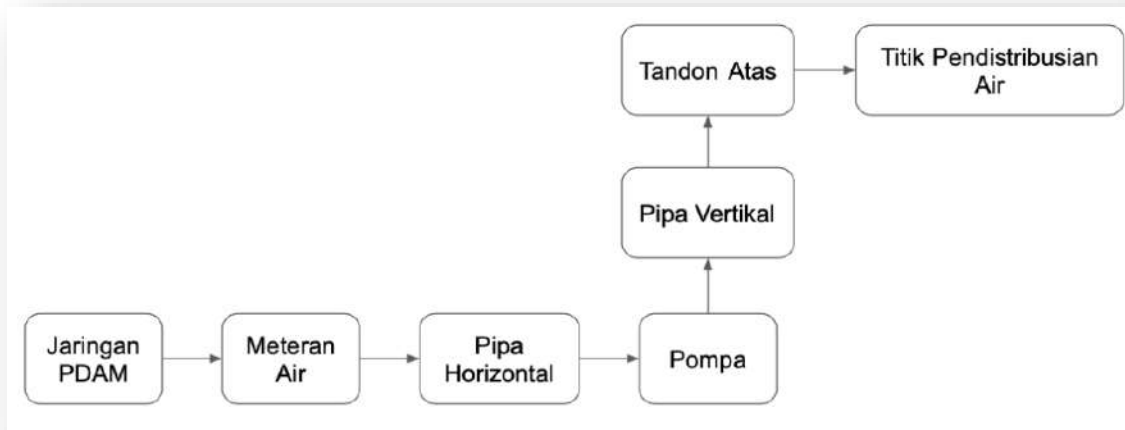 Tandon Atas
Titik Pendistribusian
Air
Pipa Vertikal
Jaringan
PDAM
Meteran
Air
Pipa
Horizontal
Pompa